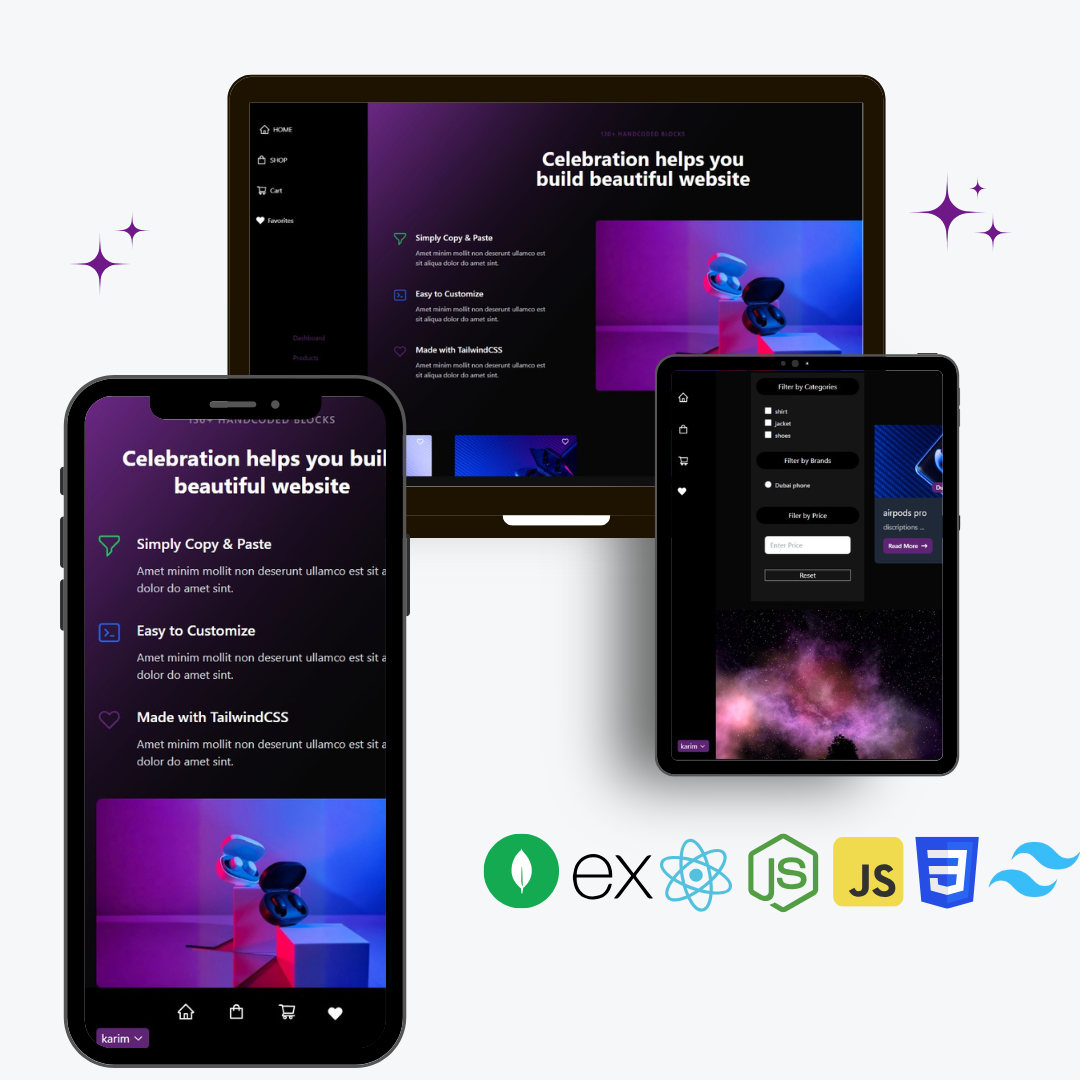 HOME
SHOP
Cart
Favorites
Dashboard
Products
150+ HANDCODED BLOCKS
Celebration helps you
build beautiful website
Simply Copy & Paste
Amet minim mollit non deserunt ullamco est
sit aliqua dolor do amet sint.
Easy to Customize
Amet minim mollit non deserunt ullamco est
sit aliqua dolor do amet sint.
Made with TailwindCSS
Amet minim mollit non deserunt ullamco est
sit aliqua dolor do amet sint.
150+ HANDCODED BLOCKS
Celebration helps you buil
beautiful website
Simply Copy & Paste
Amet minim mollit non deserunt ullamco est sit a
dolor do amet sint.
Easy to Customize
Amet minim mollit non deserunt ullamco est sit a
dolor do amet sint.
Made with TailwindCSS
Amet minim mollit non deserunt ullamco est sit a
dolor do amet sint.
karim
Filter by Categories
shirt
jacket
shoes
Filter by Brands
Dubai phone
Filer by Price
Enter Price
Reset
airpods pro
discriptions ...
Read More →
karim
ex
JS
JS
3